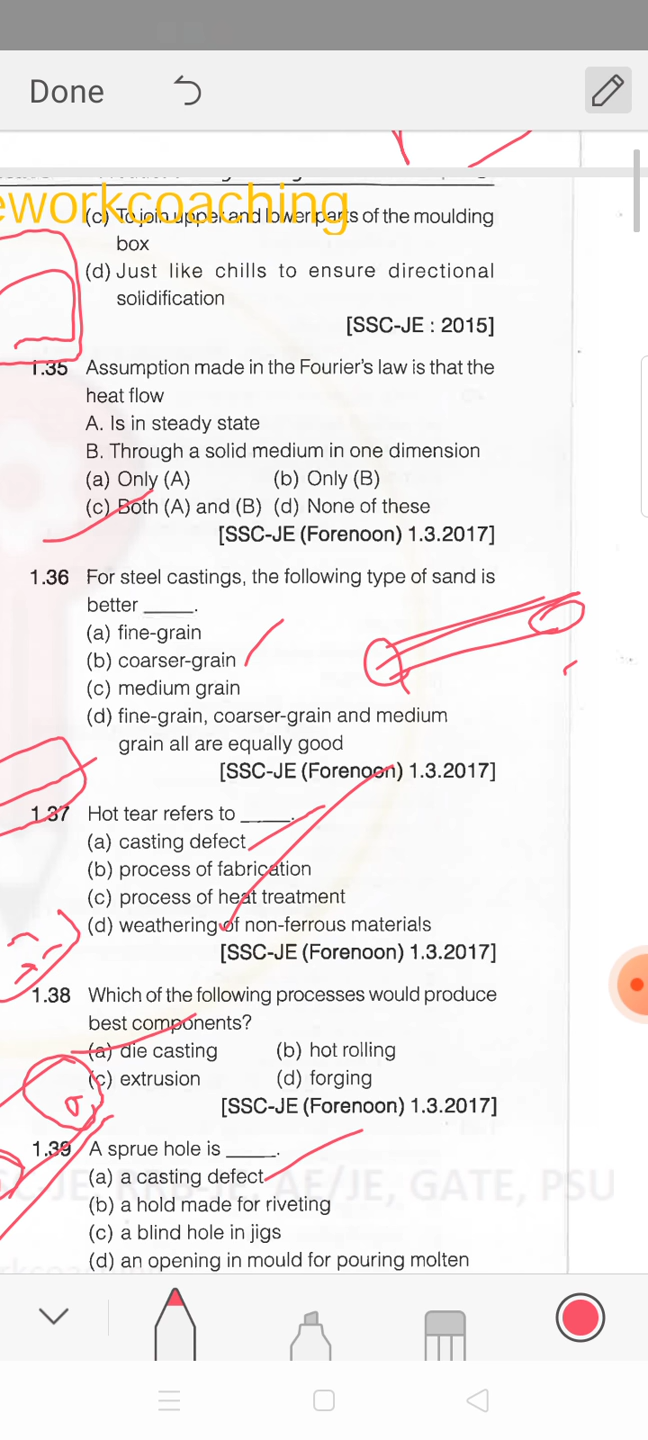 Done
eworkcoaching
(c) To join upper and lower parts of the moulding
box
(d) Just like chills to ensure directional
solidification
[SSC-JE : 2015]
1.35 Assumption made in the Fourier's law is that the
heat flow
A. Is in steady state
B. Through a solid medium in one dimension
(a) Only (A) (b) Only (B)
(c) Both (A) and (B) (d) None of these
[SSC-JE (Forenoon) 1.3.2017]
1.36 For steel castings, the following type of sand is
better _____.
(a) fine-grain
(b) coarser-grain
(c) medium grain
(d) fine-grain, coarser-grain and medium
grain all are equally good
[SSC-JE (Forenoon) 1.3.2017]
1.37 Hot tear refers to _____.
(a) casting defect
(b) process of fabrication
(c) process of heat treatment
(d) weathering of non-ferrous materials
[SSC-JE (Forenoon) 1.3.2017]
1.38 Which of the following processes would produce
best components?
(a) die casting (b) hot rolling
(c) extrusion (d) forging
[SSC-JE (Forenoon) 1.3.2017]
1.39 A sprue hole is _____.
(a) a casting defect
JE, RRB-JE, AE/JE, GATE, PSU
(b) a hold made for riveting
(c) a blind hole in jigs
(d) an opening in mould for pouring molten